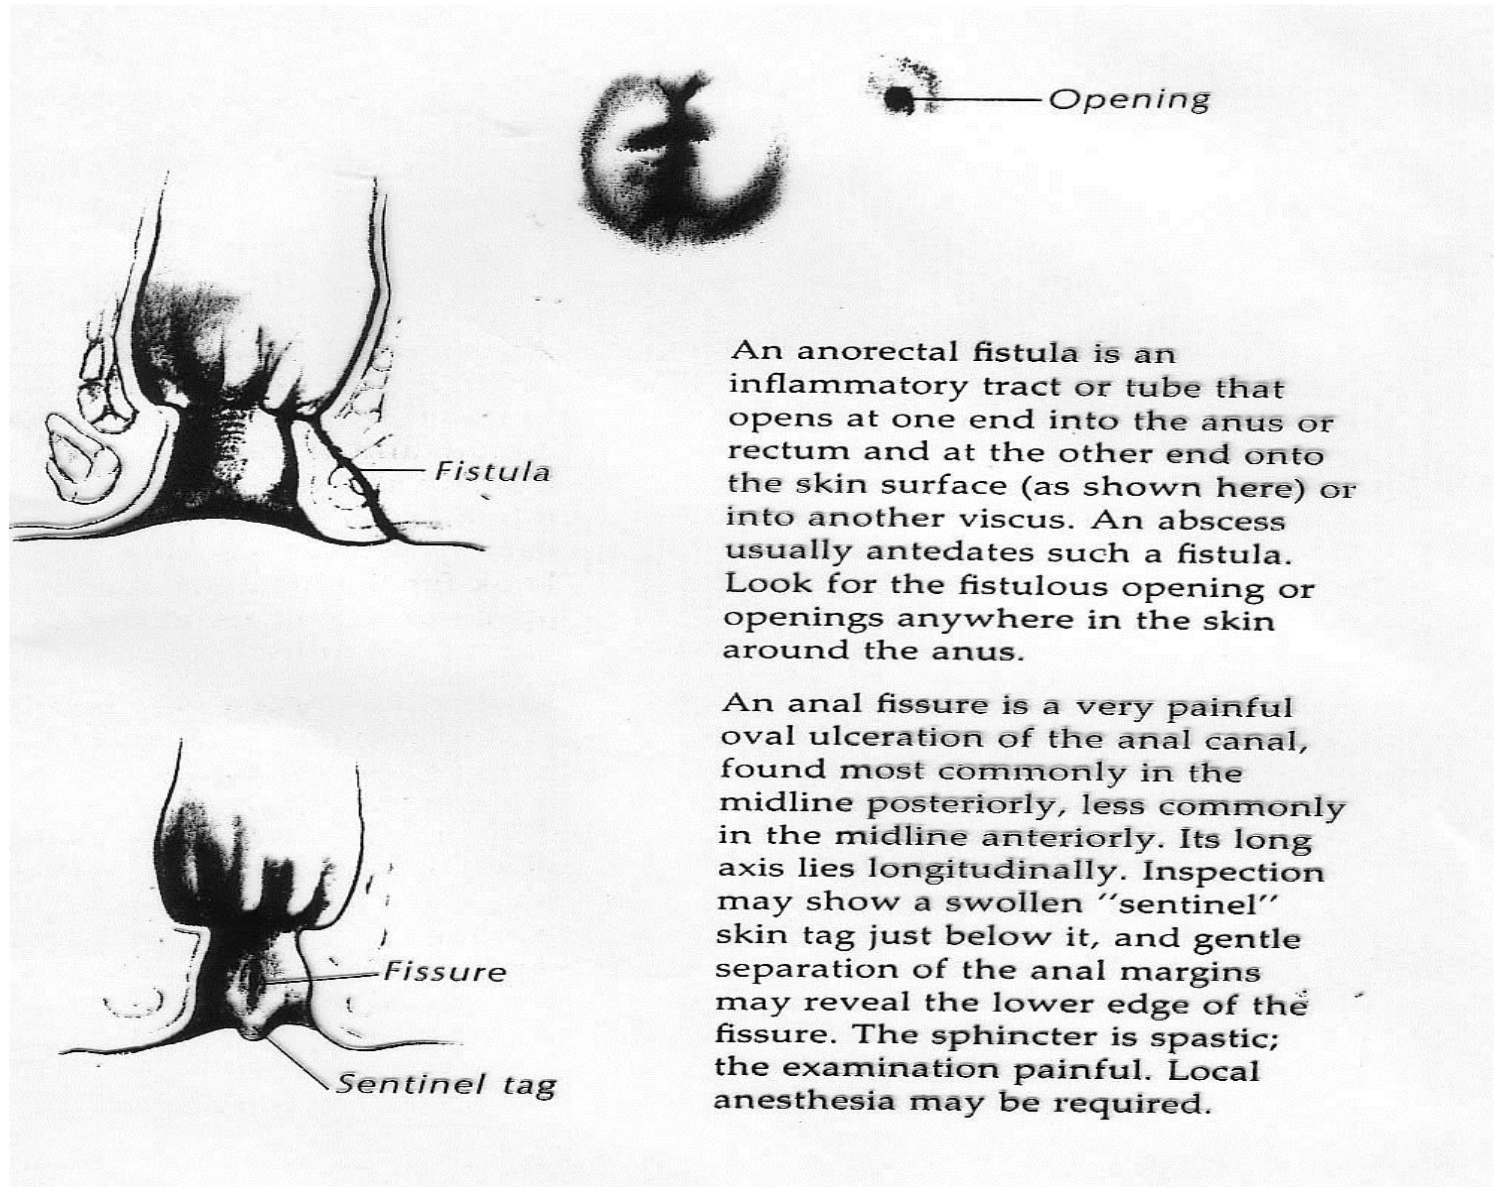 Opening
Fistula
An anorectal fistula is an
inflammatory tract or tube that
opens at one end into the anus or
rectum and at the other end onto
the skin surface (as shown here) or
into another viscus. An abscess
usually antedates such a fistula.
Look for the fistulous opening or
openings anywhere in the skin
around the anus.
An anal fissure is a very painful
oval ulceration of the anal canal,
found most commonly in the
midline posteriorly, less commonly
in the midline anteriorly. Its long
axis lies longitudinally. Inspection
may show a swollen "sentinel"
skin tag just below it, and gentle
separation of the anal margins
may reveal the lower edge of the
fissure. The sphincter is spastic;
the examination painful. Local
anesthesia may be required.
Fissure
Sentinel tag